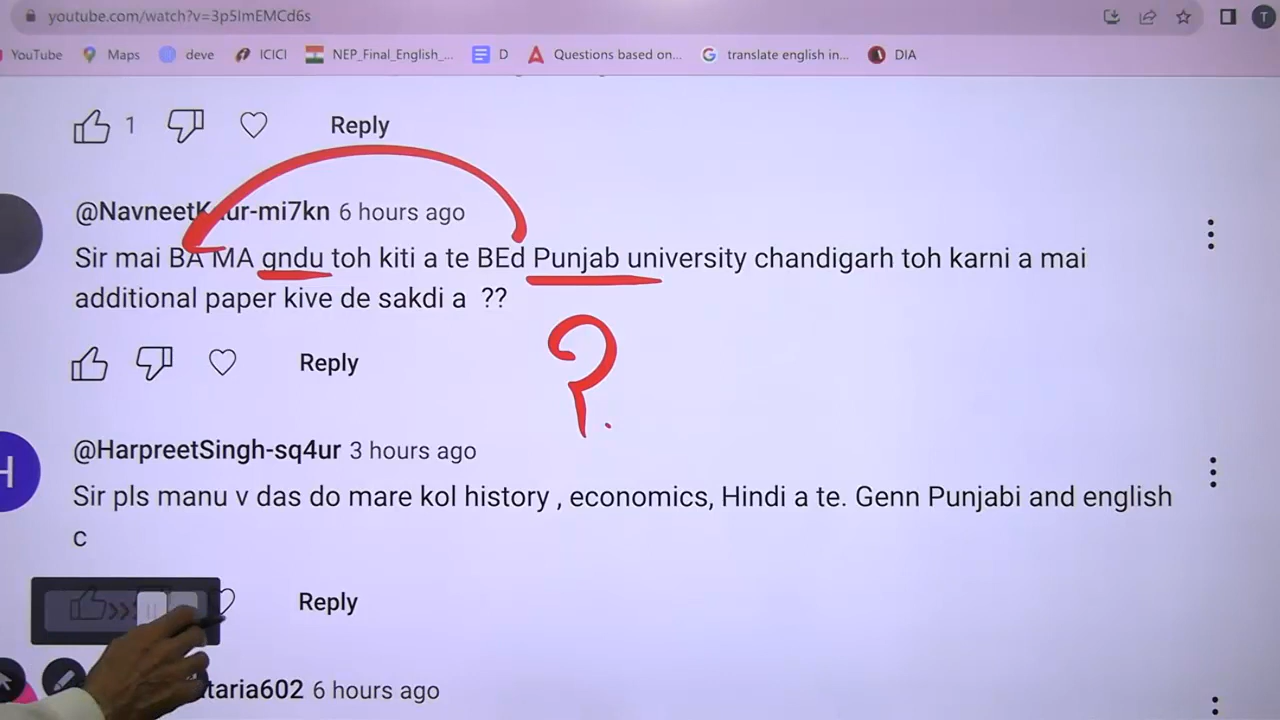 youtube.com/watch?v=3p5ImEMCd6s
T
YouTube Maps deve ICICI NEP_Final_English_... D Questions based on... translate english in... DIA
1 Reply
@NavneetKaur-mi7kn 6 hours ago
Sir mai BA MA gndu toh kiti a te BEd Punjab university chandigarh toh karni a mai
additional paper kive de sakdi a ??
?
Reply
@HarpreetSingh-sq4ur 3 hours ago
H
Sir pls manu v das do mare kol history , economics, Hindi a te. Genn Punjabi and english
c
Reply
6 hours ago